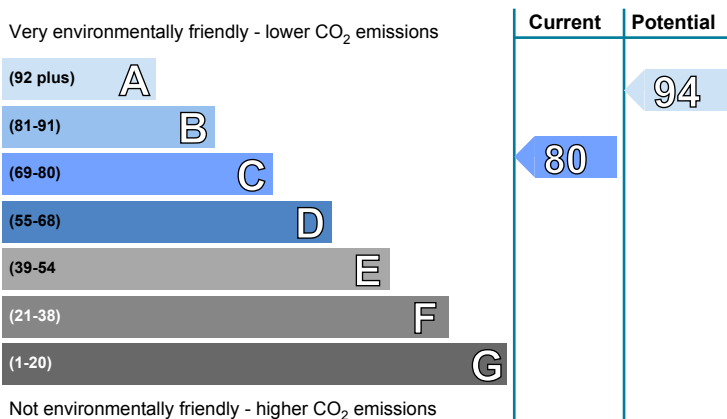 Current Potential
Very environmentally friendly - lower CO2 emissions
(92 plus) A 94
(81-91) B
(69-80) C 80
(55-68) D
(39-54 E
(21-38) F
(1-20) G
Not environmentally friendly - higher CO2 emissions